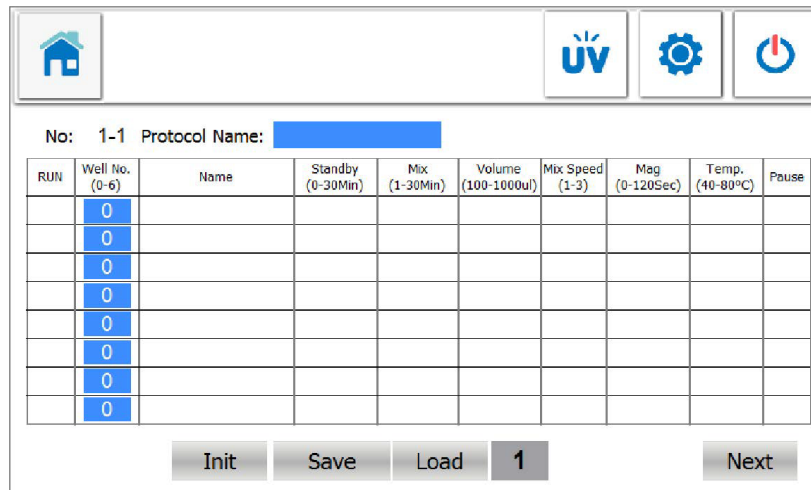 UV
No: 1-1 Protocol Name:
RUN Well No. (0-6) Name Standby (0-30Min) Mix (1-30Min) Volume (100-1000ul) Mix Speed (1-3) Mag (0-120Sec) Temp. (40-80ºC) Pause
0
0
0
0
0
0
0
0
Init Save Load 1 Next